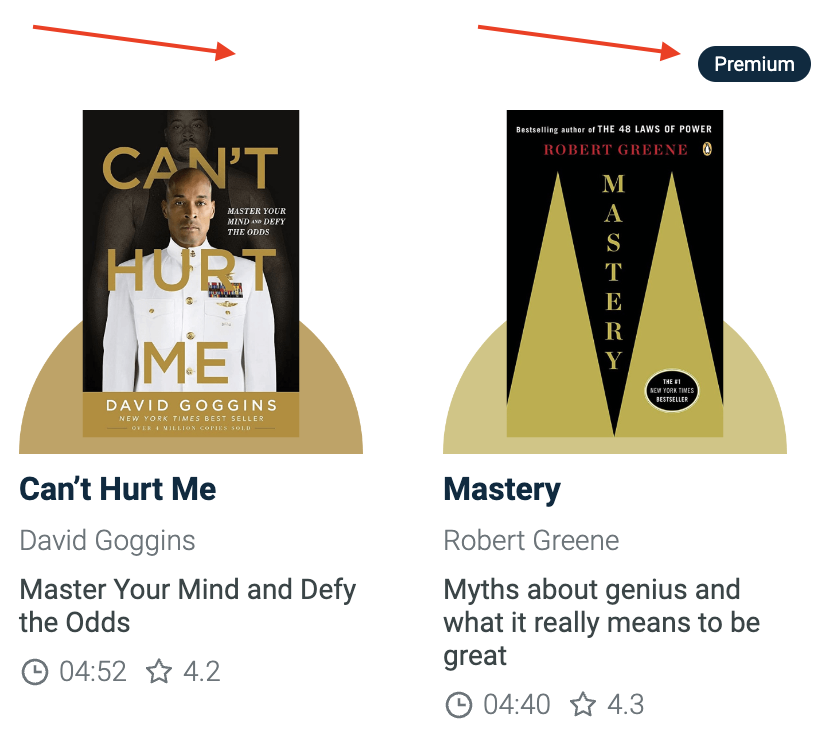 Premium
CAN'T
MASTER YOUR
MIND AND DEFY
THE ODDS
HURT
ME
DAVID GOGGINS
NEW YORK TIMES BEST SELLER
OVER 4 MILLION COPIES SOLD
Can’t Hurt Me
David Goggins
Master Your Mind and Defy
the Odds
04:52 4.2
Bestselling author of THE 48 LAWS OF POWER
ROBERT GREENE
M
A
S
T
E
R
Y
THE #1
NEW YORK TIMES
BESTSELLER
Mastery
Robert Greene
Myths about genius and
what it really means to be
great
04:40 4.3